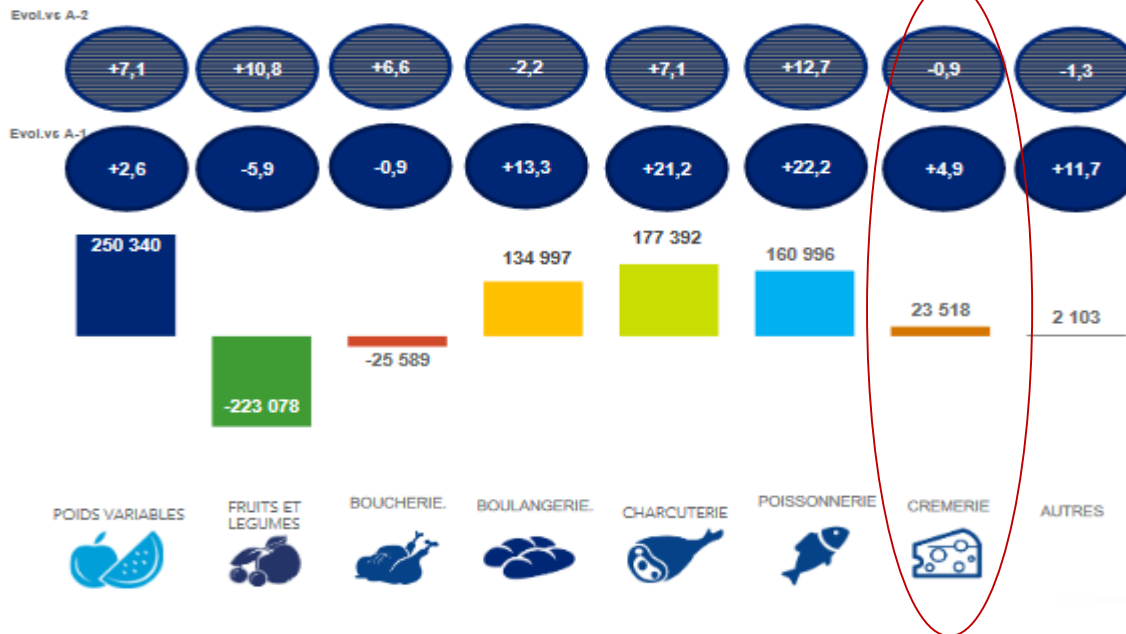 Evol.vs A-2
+7,1 +10,8 +6,6 -2,2 +7,1 +12,7 -0,9 -1,3
Evol.vs A-1
+2,6 -5,9 -0,9 +13,3 +21,2 +22,2 +4,9 +11,7
250 340 -223 078 -25 589 134 997 177 392 160 996 23 518 2 103
POIDS VARIABLES
FRUITS ET
LEGUMES
BOUCHERIE.
BOULANGERIE.
CHARCUTERIE
POISSONNERIE
CREMERIE
AUTRES